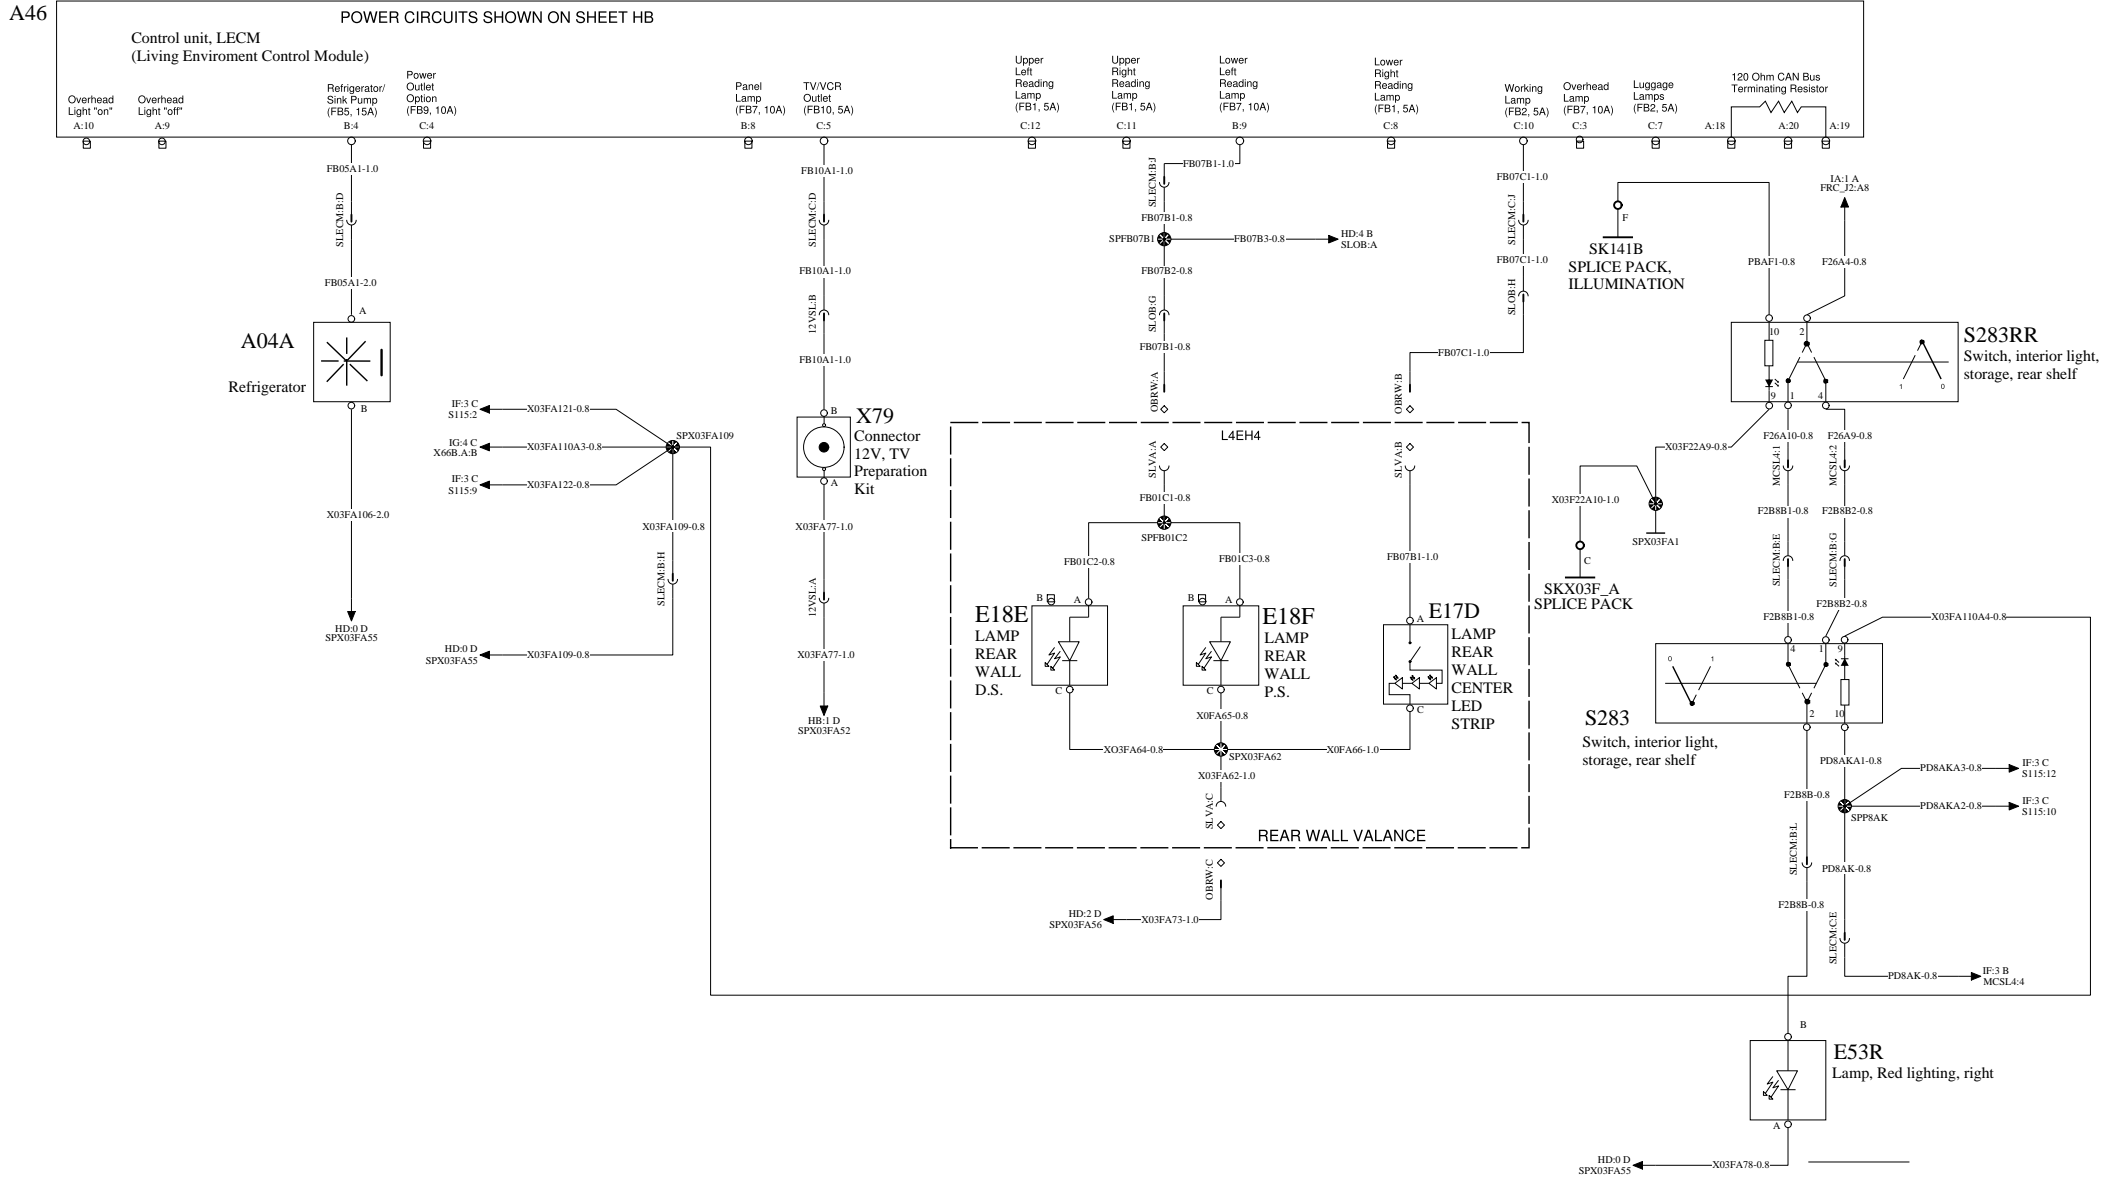 A46
POWER CIRCUITS SHOWN ON SHEET HB
Control unit, LECM
(Living Enviroment Control Module)
Overhead
Light "on"
A:10
Overhead
Light "off"
A:9
Refrigerator/
Sink Pump
(FB5, 15A)
B:4
Power
Outlet
Option
(FB9, 10A)
C:4
Panel
Lamp
(FB7, 10A)
B:8
TV/VCR
Outlet
(FB10, 5A)
C:5
Upper
Left
Reading
Lamp
(FB1, 5A)
C:12
Upper
Right
Reading
Lamp
(FB1, 5A)
C:11
Lower
Left
Reading
Lamp
(FB7, 10A)
B:9
Lower
Right
Reading
Lamp
(FB1, 5A)
C:8
Working
Lamp
(FB2, 5A)
C:10
Overhead
Lamp
(FB7, 10A)
C:3
Luggage
Lamps
(FB2, 5A)
C:7
120 Ohm CAN Bus
Terminating Resistor
A:18
A:20
A:19
FB05A1-1.0
SLECM:B:D
FB05A1-2.0
A
A04A
Refrigerator
B
X03FA106-2.0
HD:0 D
SPX03FA55
IF:3 C
S115:2
X03FA121-0.8
IG:4 C
X66B.A:B
X03FA110A3-0.8
IF:3 C
S115:9
X03FA122-0.8
SPX03FA109
X03FA109-0.8
SLECM:B:H
HD:0 D
SPX03FA55
X03FA109-0.8
FB10A1-1.0
SLECM:C:D
FB10A1-1.0
12VSL:B
FB10A1-1.0
B
X79
Connector
12V, TV
Preparation
Kit
A
X03FA77-1.0
12VSL:A
X03FA77-1.0
HB:1 D
SPX03FA52
FB07B1-1.0
SLECM:B:J
FB07B1-0.8
SPFB07B1
FB07B3-0.8
HD:4 B
SLOB:A
FB07B2-0.8
SLOB:G
FB07B1-0.8
OBRW:A
L4EH4
SLVA:A
FB01C1-0.8
SPFB01C2
FB01C2-0.8
FB01C3-0.8
B
A
E18E
LAMP
REAR
WALL
D.S.
C
B
A
E18F
LAMP
REAR
WALL
P.S.
C
X0FA65-0.8
XO3FA64-0.8
SPX03FA62
X0FA66-1.0
X03FA62-1.0
SLVA:C
REAR WALL VALANCE
OBRW:C
HD:2 D
SPX03FA56
X03FA73-1.0
FB07C1-1.0
SLECM:C:J
FB07C1-1.0
SLOB:H
FB07C1-1.0
OBRW:B
SLVA:B
FB07B1-1.0
A
E17D
LAMP
REAR
WALL
CENTER
LED
STRIP
C
F
SK141B
SPLICE PACK,
ILLUMINATION
PBAF1-0.8
IA:1 A
FRC_J2:A8
F26A4-0.8
10
2
S283RR
Switch, interior light,
storage, rear shelf
1
0
9
1
4
X03F22A9-0.8
F26A10-0.8
F26A9-0.8
MCSL4:1
MCSL4:2
X03F22A10-1.0
SPX03FA1
C
SKX03F_A
SPLICE PACK
F2B8B1-0.8
F2B8B2-0.8
SLECM:B:E
SLECM:B:G
F2B8B2-0.8
F2B8B1-0.8
X03FA110A4-0.8
4
1
9
0
1
2
10
S283
Switch, interior light,
storage, rear shelf
PD8AKA1-0.8
PD8AKA3-0.8
IF:3 C
S115:12
F2B8B-0.8
PD8AKA2-0.8
IF:3 C
S115:10
SPP8AK
SLECM:B:L
PD8AK-0.8
F2B8B-0.8
SLECM:C:E
PD8AK-0.8
IF:3 B
MCSL4:4
B
E53R
Lamp, Red lighting, right
A
HD:0 D
SPX03FA55
X03FA78-0.8